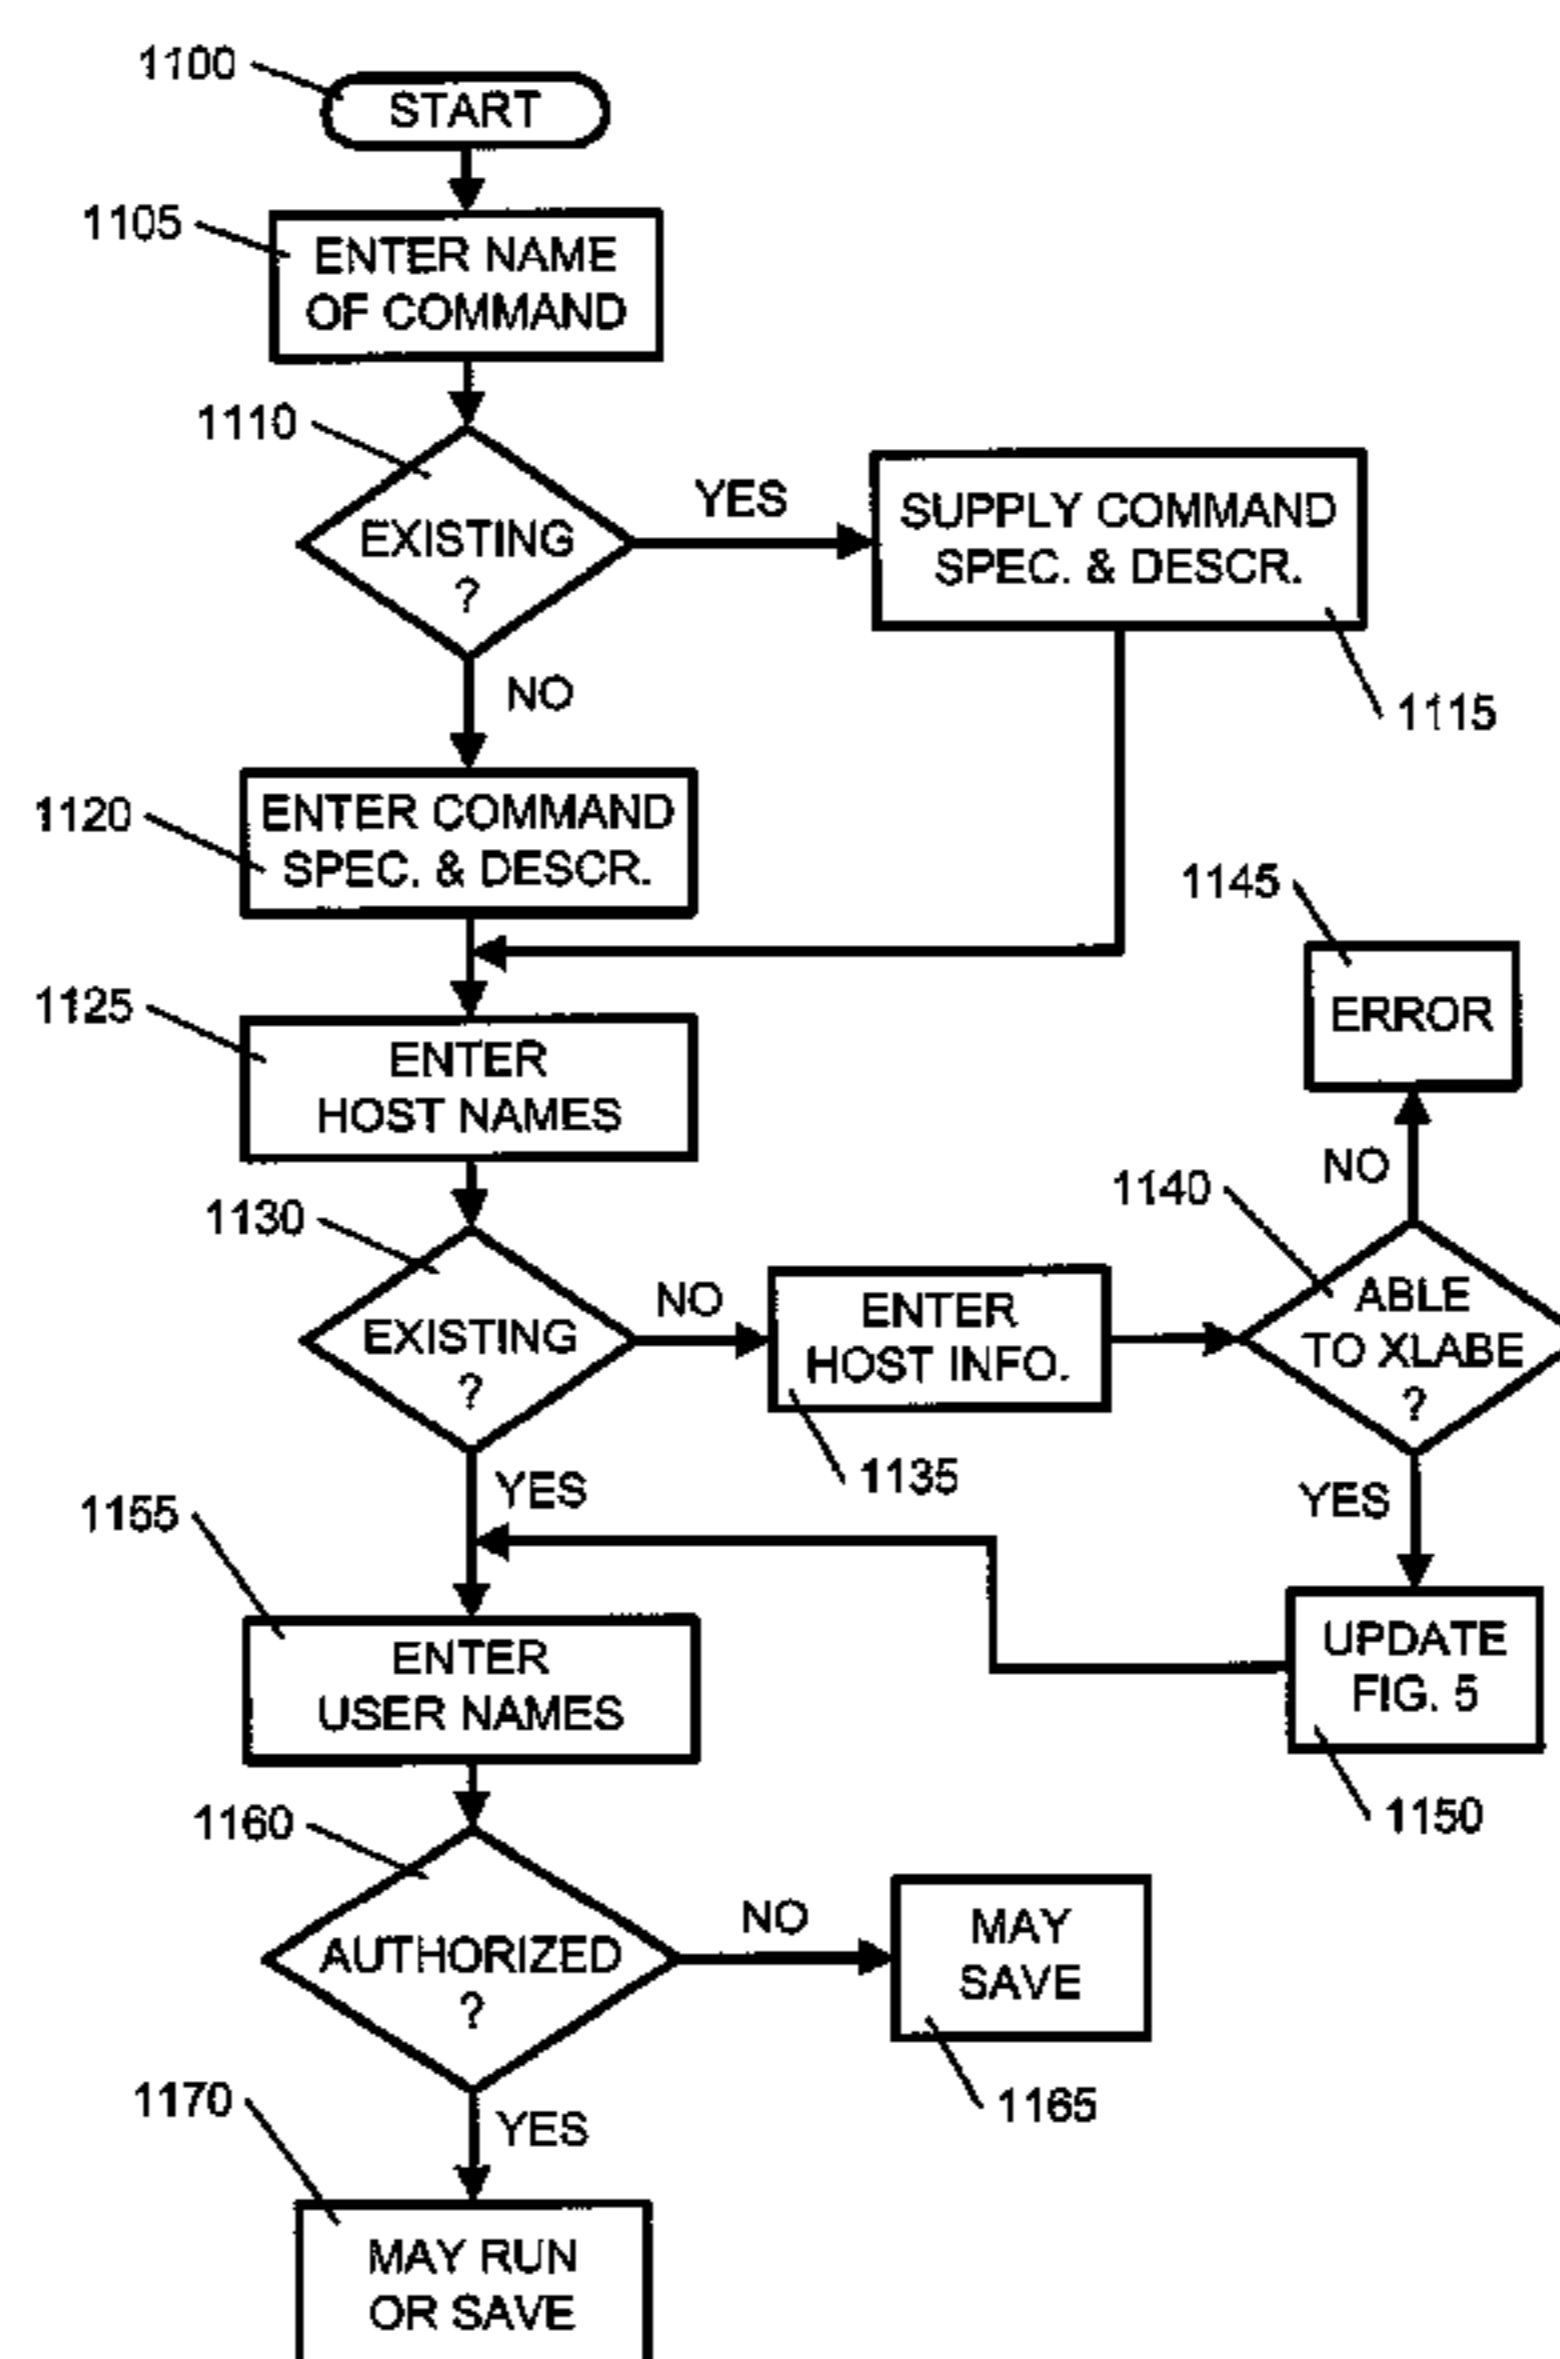 1100
START
1105
ENTER NAME
OF COMMAND
1110
EXISTING
?
YES
SUPPLY COMMAND
SPEC. & DESCR.
1115
NO
1120
ENTER COMMAND
SPEC. & DESCR.
1125
ENTER
HOST NAMES
1130
EXISTING
?
NO
ENTER
HOST INFO.
1135
1140
ABLE
TO XLABE
?
NO
1145
ERROR
YES
UPDATE
FIG. 5
1150
YES
1155
ENTER
USER NAMES
1160
AUTHORIZED
?
NO
MAY
SAVE
1165
YES
1170
MAY RUN
OR SAVE